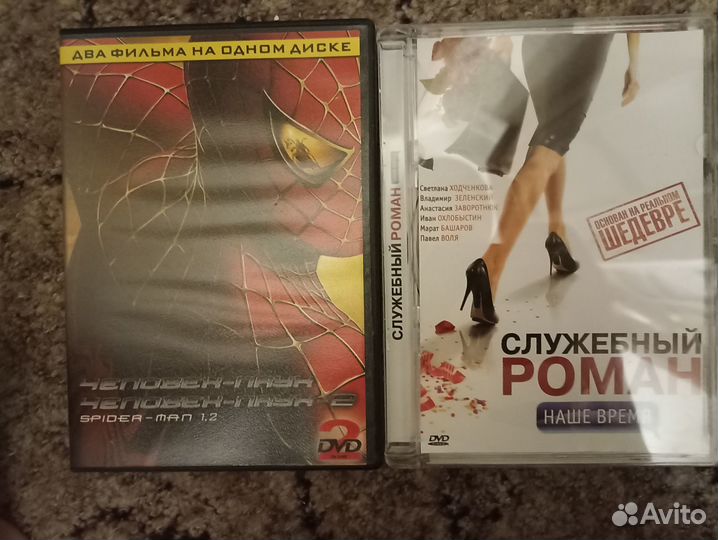 ДВА ФИЛЬМА НА ОДНОМ ДИСКЕ
ЧЕЛОВЕК-ПАУК
ЧЕЛОВЕК-ПАУК 2
SPIDER-MAN 1.2
2
DVD
СЛУЖЕБНЫЙ РОМАН
Светлана ХОДЧЕНКОВА
Владимир ЗЕЛЕНСКИЙ
Анастасия ЗАВОРОТНЮК
Иван ОХЛОБЫСТИН
Марат БАШАРОВ
Павел ВОЛЯ
ОСНОВАН НА РЕАЛЬНОМ
ШЕДЕВРЕ
СЛУЖЕБНЫЙ
РОМАН
НАШЕ ВРЕМЯ
DVD
Avito